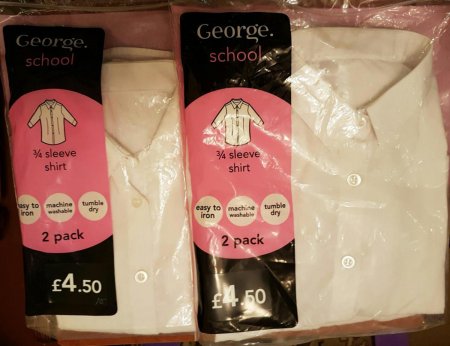 George.
school
¾ sleeve
shirt
easy to
iron
machine
washable
tumble
dry
2 pack
£4.50
George.
school
¾ sleeve
shirt
easy to
iron
machine
washable
tumble
dry
2 pack
£4.50